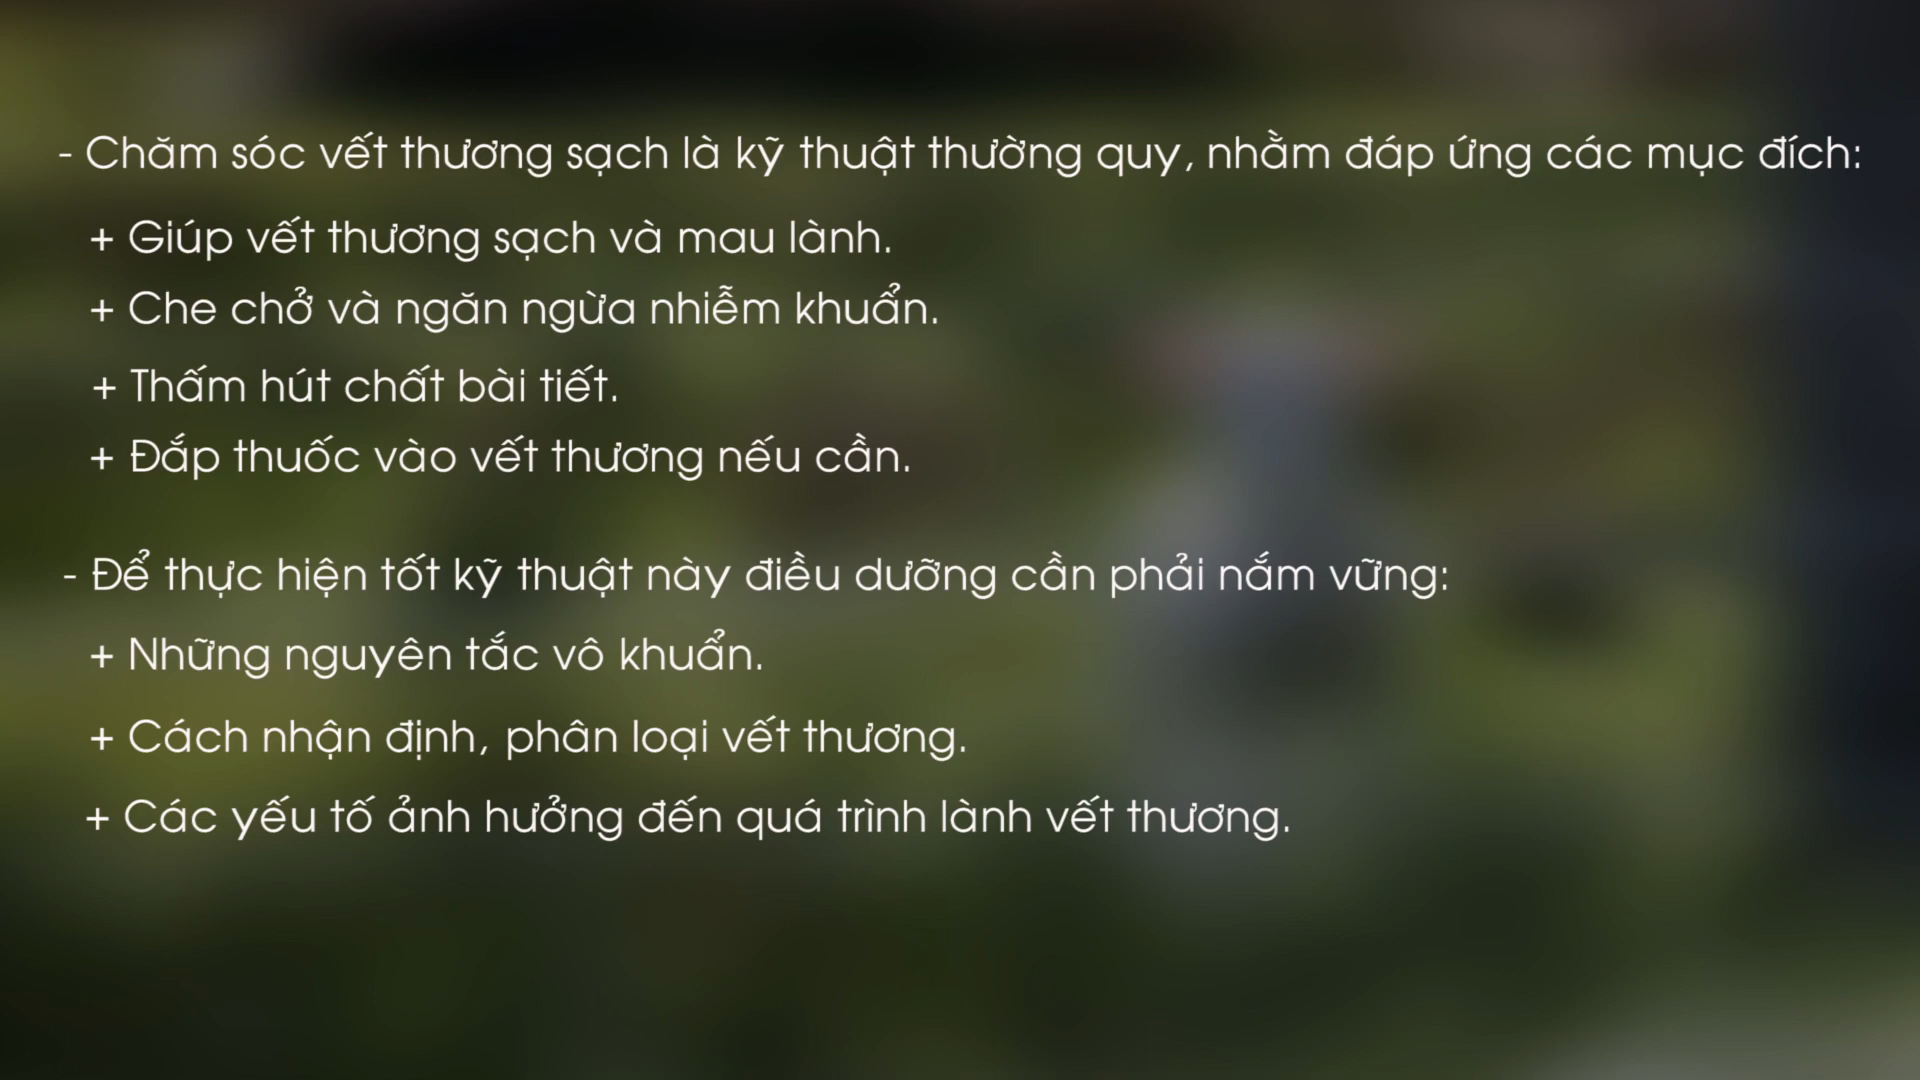 - Chăm sóc vết thương sạch là kỹ thuật thường quy, nhằm đáp ứng các mục đích:
+ Giúp vết thương sạch và mau lành.
+ Che chở và ngăn ngừa nhiễm khuẩn.
+ Thấm hút chất bài tiết.
+ Đắp thuốc vào vết thương nếu cần.
- Để thực hiện tốt kỹ thuật này điều dưỡng cần phải nắm vững:
+ Những nguyên tắc vô khuẩn.
+ Cách nhận định, phân loại vết thương.
+ Các yếu tố ảnh hưởng đến quá trình lành vết thương.